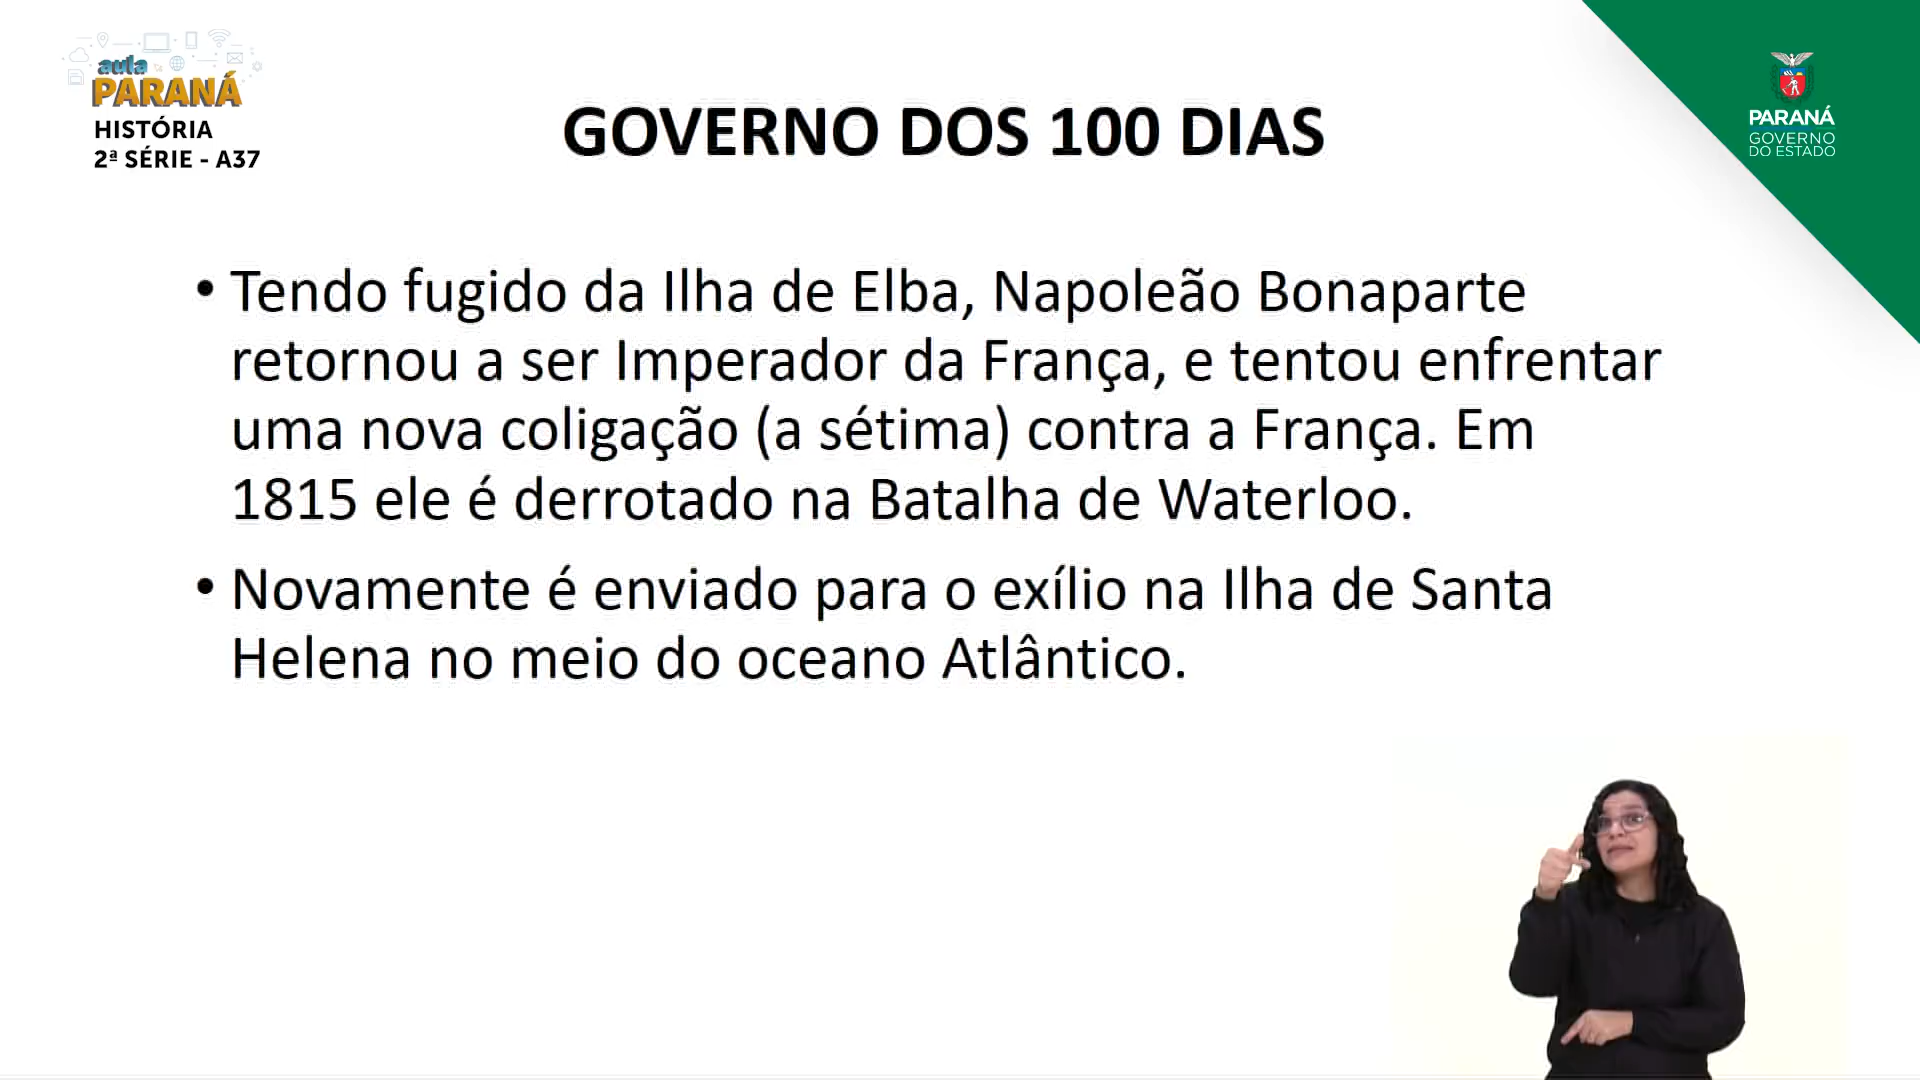 aula
PARANÁ
HISTÓRIA
2ª SÉRIE - A37
GOVERNO DOS 100 DIAS
PARANÁ
GOVERNO
DO ESTADO
• Tendo fugido da Ilha de Elba, Napoleão Bonaparte
retornou a ser Imperador da França, e tentou enfrentar
uma nova coligação (a sétima) contra a França. Em
1815 ele é derrotado na Batalha de Waterloo.
• Novamente é enviado para o exílio na Ilha de Santa
Helena no meio do oceano Atlântico.